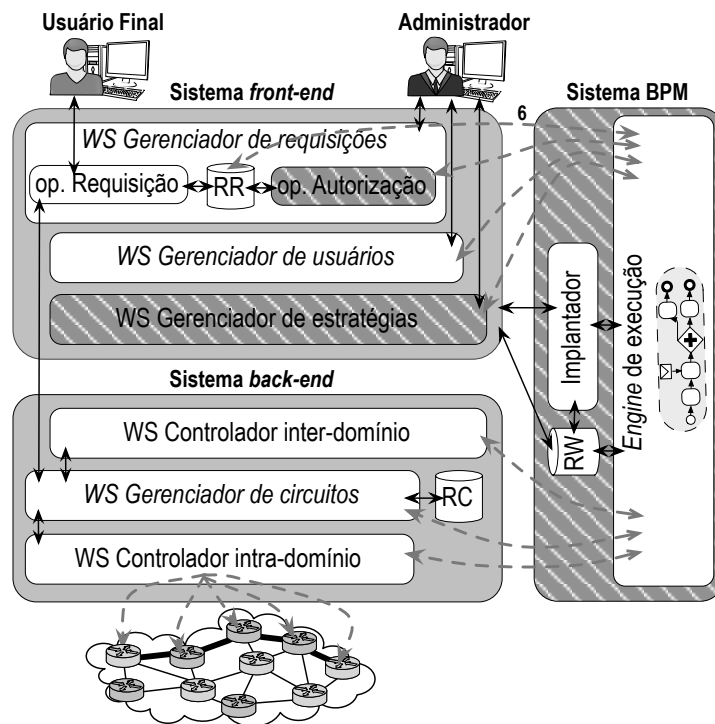 Usuário Final
Administrador
Sistema front-end
Sistema BPM
6
WS Gerenciador de requisições
op. Requisição
RR
op. Autorização
WS Gerenciador de usuários
WS Gerenciador de estratégias
Implantador
Engine de execução
RW
Sistema back-end
WS Controlador inter-domínio
WS Gerenciador de circuitos
RC
WS Controlador intra-domínio